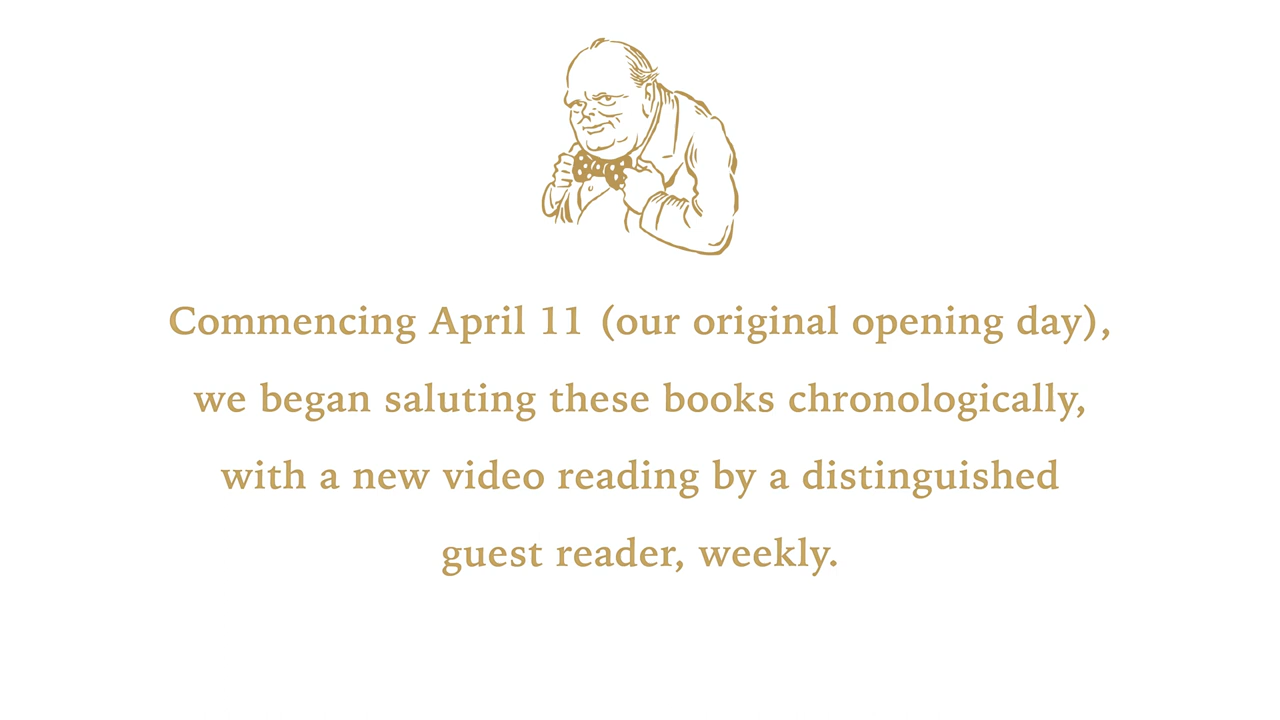 Commencing April 11 (our original opening day),
we began saluting these books chronologically,
with a new video reading by a distinguished
guest reader, weekly.